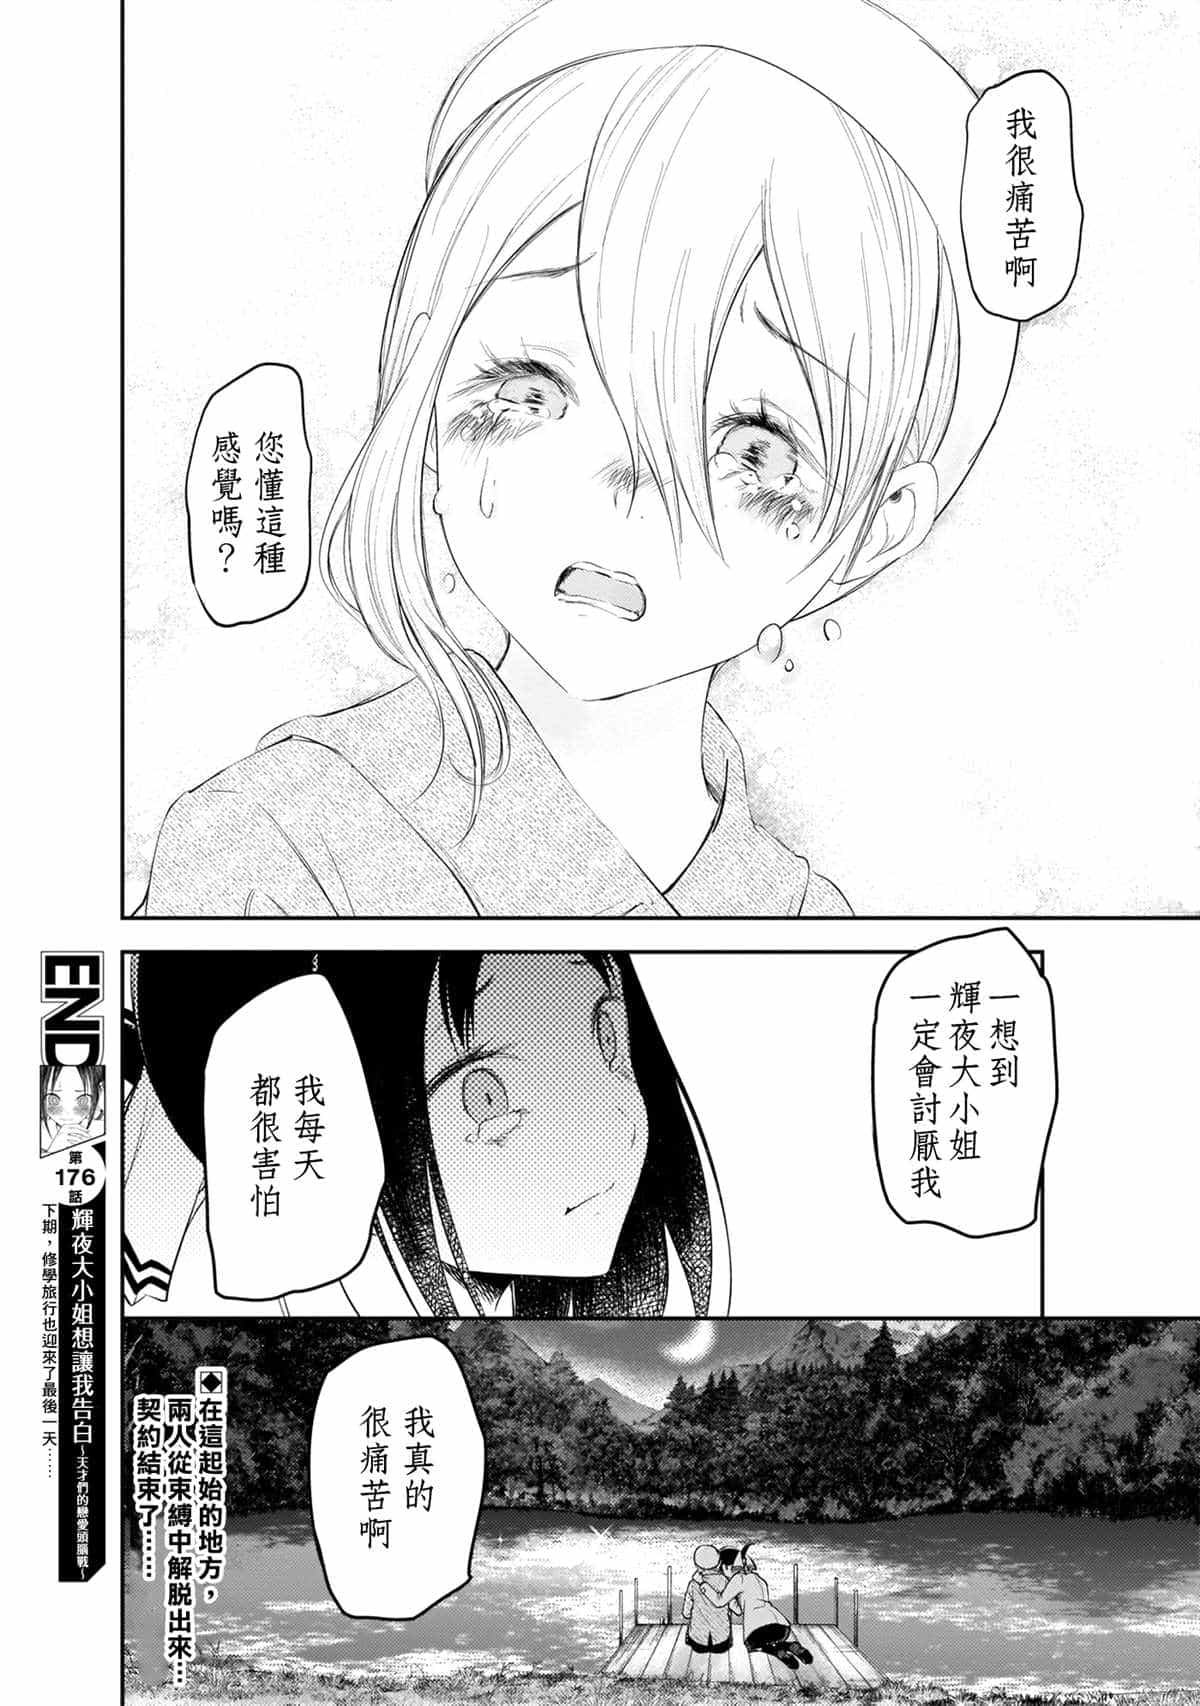 我很痛苦啊
您懂這種
感覺嗎？
一想到
輝夜大小姐
一定會討厭我
我每天
都很害怕
我真的
很痛苦啊
◆在這起始的地方，
兩人從束縛中解脱出來…
契約結束了……
END
第
176
話
輝夜大小姐想讓我告白
～天才們的戀愛頭腦戰～
下期，修學旅行也迎來了最後一天……